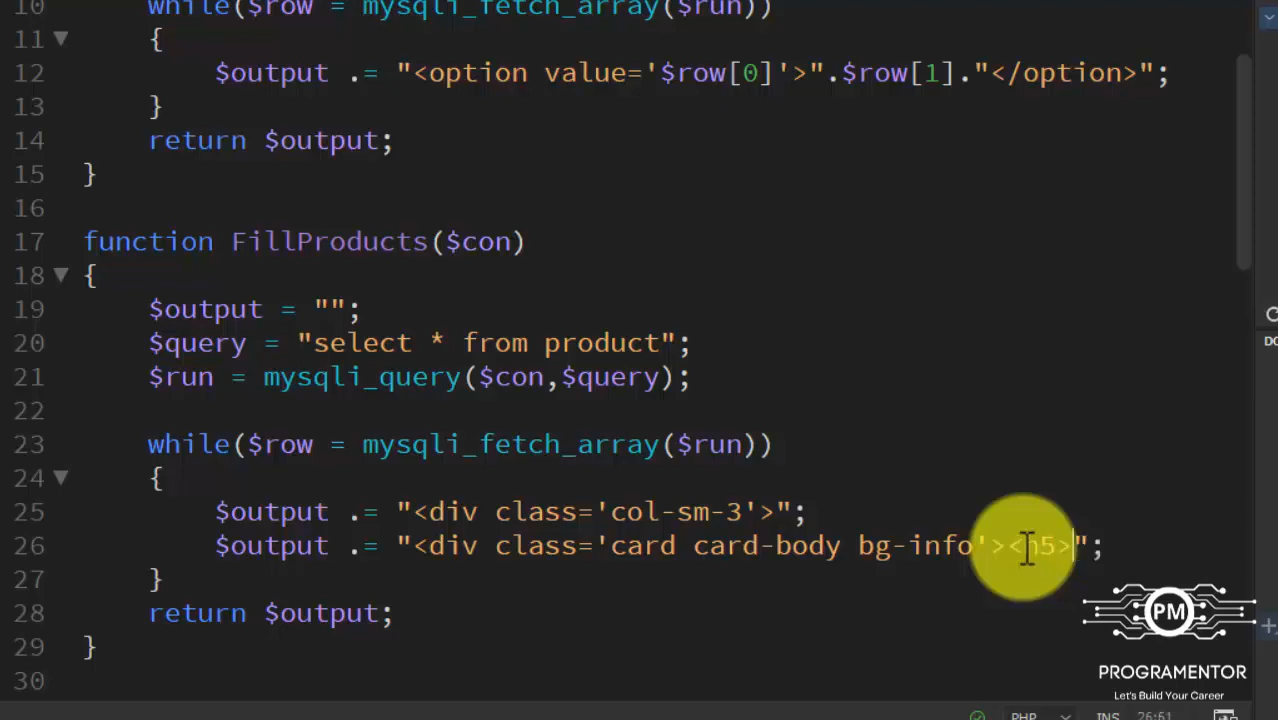 10 while($row = mysqli_fetch_array($run))
11 {
12 $output .= "<option value='$row[0]'>".$row[1]."</option>";
13 }
14 return $output;
15 }
16
17 function FillProducts($con)
18 {
19 $output = "";
20 $query = "select * from product";
21 $run = mysqli_query($con,$query);
22
23 while($row = mysqli_fetch_array($run))
24 {
25 $output .= "<div class='col-sm-3'>";
26 $output .= "<div class='card card-body bg-info'><h5>";
27 }
28 return $output;
29 }
30
PM
PROGRAMENTOR
Let's Build Your Career
PHP INS 26:51